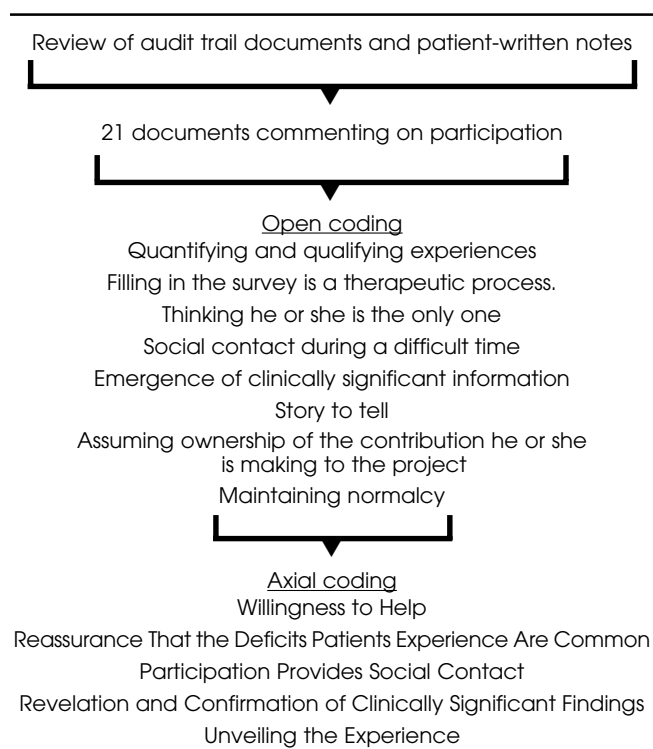 Review of audit trail documents and patient-written notes
21 documents commenting on participation
Open coding
Quantifying and qualifying experiences
Filling in the survey is a therapeutic process.
Thinking he or she is the only one
Social contact during a difficult time
Emergence of clinically significant information
Story to tell
Assuming ownership of the contribution he or she
is making to the project
Maintaining normalcy
Axial coding
Willingness to Help
Reassurance That the Deficits Patients Experience Are Common
Participation Provides Social Contact
Revelation and Confirmation of Clinically Significant Findings
Unveiling the Experience